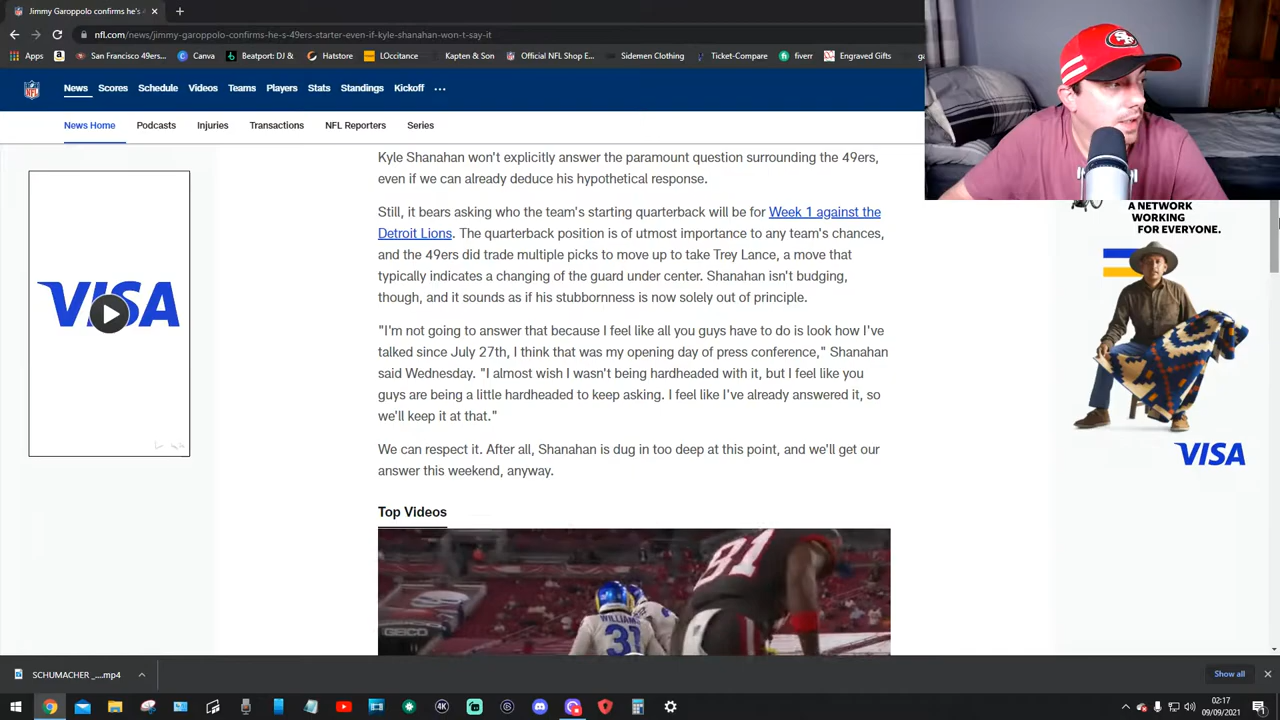 Jimmy Garoppolo confirms he's
nfl.com/news/jimmy-garoppolo-confirms-he-s-49ers-starter-even-if-kyle-shanahan-won-t-say-it
Apps San Francisco 49ers... Canva Beatport: DJ & Hatstore LOccitane Kapten & Son Official NFL Shop E... Sidemen Clothing Ticket-Compare fiverr Engraved Gifts
News Scores Schedule Videos Teams Players Stats Standings Kickoff ...
News Home Podcasts Injuries Transactions NFL Reporters Series
Kyle Shanahan won't explicitly answer the paramount question surrounding the 49ers,
even if we can already deduce his hypothetical response.
Still, it bears asking who the team's starting quarterback will be for Week 1 against the
Detroit Lions. The quarterback position is of utmost importance to any team's chances,
and the 49ers did trade multiple picks to move up to take Trey Lance, a move that
typically indicates a changing of the guard under center. Shanahan isn't budging,
though, and it sounds as if his stubbornness is now solely out of principle.
"I'm not going to answer that because I feel like all you guys have to do is look how I've
talked since July 27th, I think that was my opening day of press conference," Shanahan
said Wednesday. "I almost wish I wasn't being hardheaded with it, but I feel like you
guys are being a little hardheaded to keep asking. I feel like I've already answered it, so
we'll keep it at that."
We can respect it. After all, Shanahan is dug in too deep at this point, and we'll get our
answer this weekend, anyway.
Top Videos
VISA
A NETWORK
WORKING
FOR EVERYONE.
VISA
81
WILLIAMS
31
GEICO
SCHUMACHER _....mp4
Show all
4K
02:17
09/09/2021